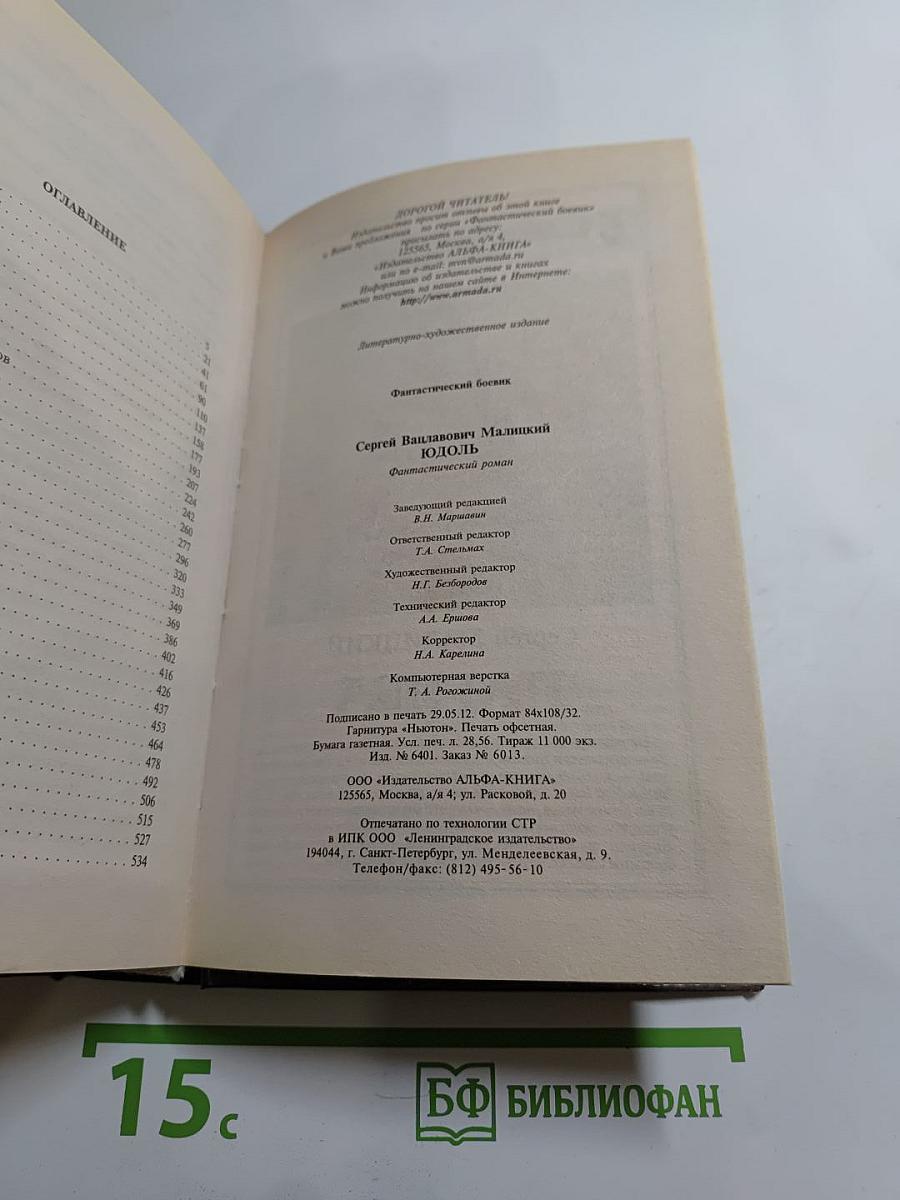 ОГЛАВЛЕНИЕ
5
21
41
ов
61
90
110
137
158
177
193
207
224
242
260
277
296
320
333
349
369
386
402
416
426
437
453
464
478
492
506
515
527
534
ДОРОГОЙ ЧИТАТЕЛЬ!
Издательство просит отзывы об этой книге
и Ваши предложения по серии «Фантастический боевик»
присылать по адресу:
125565, Москва, а/я 4,
«Издательство АЛЬФА-КНИГА»
или по e-mail: mvn@armada.ru
Информацию об издательстве и книгах
можно получить на нашем сайте в Интернете:
http://www.armada.ru
Литературно-художественное издание
Фантастический боевик
Сергей Вацлавович Малицкий
ЮДОЛЬ
Фантастический роман
Заведующий редакцией
В.Н. Маршавин
Ответственный редактор
Т.А. Стельмах
Художественный редактор
Н.Г. Безбородов
Технический редактор
А.А. Ершова
Корректор
Н.А. Карелина
Компьютерная верстка
Т. А. Рогожиной
Подписано в печать 29.05.12. Формат 84x108/32.
Гарнитура «Ньютон». Печать офсетная.
Бумага газетная. Усл. печ. л. 28,56. Тираж 11 000 экз.
Изд. № 6401. Заказ № 6013.
ООО «Издательство АЛЬФА-КНИГА»
125565, Москва, а/я 4; ул. Расковой, д. 20
Отпечатано по технологии CTP
в ИПК ООО «Ленинградское издательство»
194044, г. Санкт-Петербург, ул. Менделеевская, д. 9.
Телефон/факс: (812) 495-56-10
15 с
БФ БИБЛИОФАН